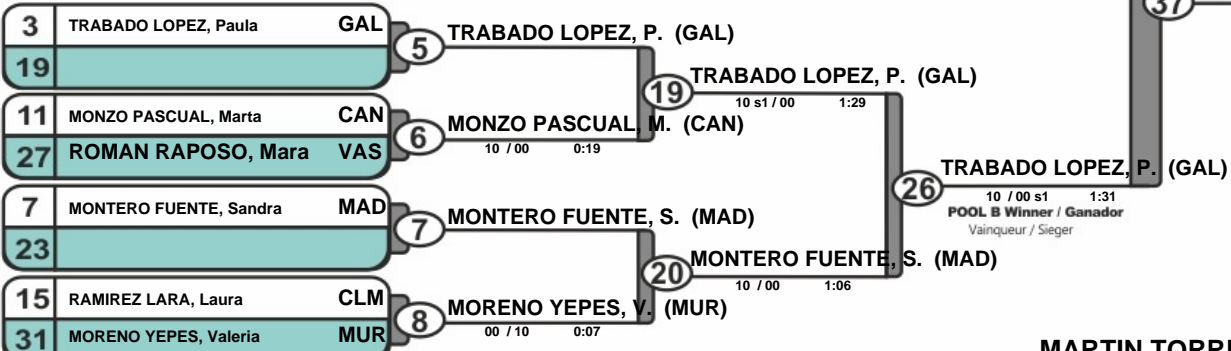 37
3 TRABADO LOPEZ, Paula GAL
19
5 TRABADO LOPEZ, P. (GAL)
11 MONZO PASCUAL, Marta CAN
27 ROMAN RAPOSO, Mara VAS
6 MONZO PASCUAL, M. (CAN)
10 / 00 0:19
19 TRABADO LOPEZ, P. (GAL)
10 s1 / 00 1:29
7 MONTERO FUENTE, Sandra MAD
23
7 MONTERO FUENTE, S. (MAD)
15 RAMIREZ LARA, Laura CLM
31 MORENO YEPES, Valeria MUR
8 MORENO YEPES, V. (MUR)
00 / 10 0:07
20 MONTERO FUENTE, S. (MAD)
10 / 00 1:06
26 TRABADO LOPEZ, P. (GAL)
10 / 00 s1 1:31
POOL B Winner / Ganador
Vainqueur / Sieger